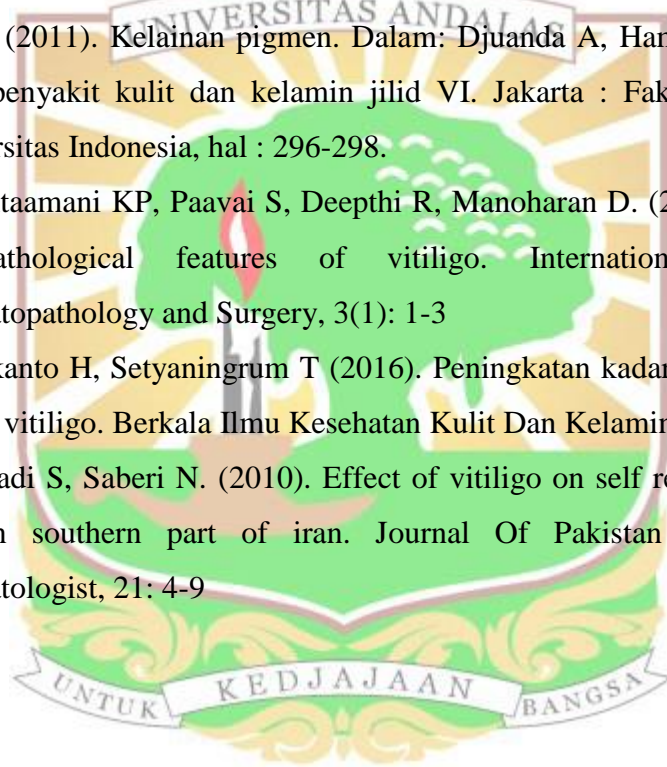 UNIVERSITAS ANDALAS
(2011). Kelainan pigmen. Dalam: Djuanda A, Ham
penyakit kulit dan kelamin jilid VI. Jakarta : Fak
rsitas Indonesia, hal : 296-298.
taamani KP, Paavai S, Deepthi R, Manoharan D. (2
athological features of vitiligo. Internation
topathology and Surgery, 3(1): 1-3
kanto H, Setyaningrum T (2016). Peningkatan kadar
vitiligo. Berkala Ilmu Kesehatan Kulit Dan Kelamin
adi S, Saberi N. (2010). Effect of vitiligo on self re
southern part of iran. Journal Of Pakistan
tologist, 21: 4-9
UNTUK KEDJAJAAN BANGSA